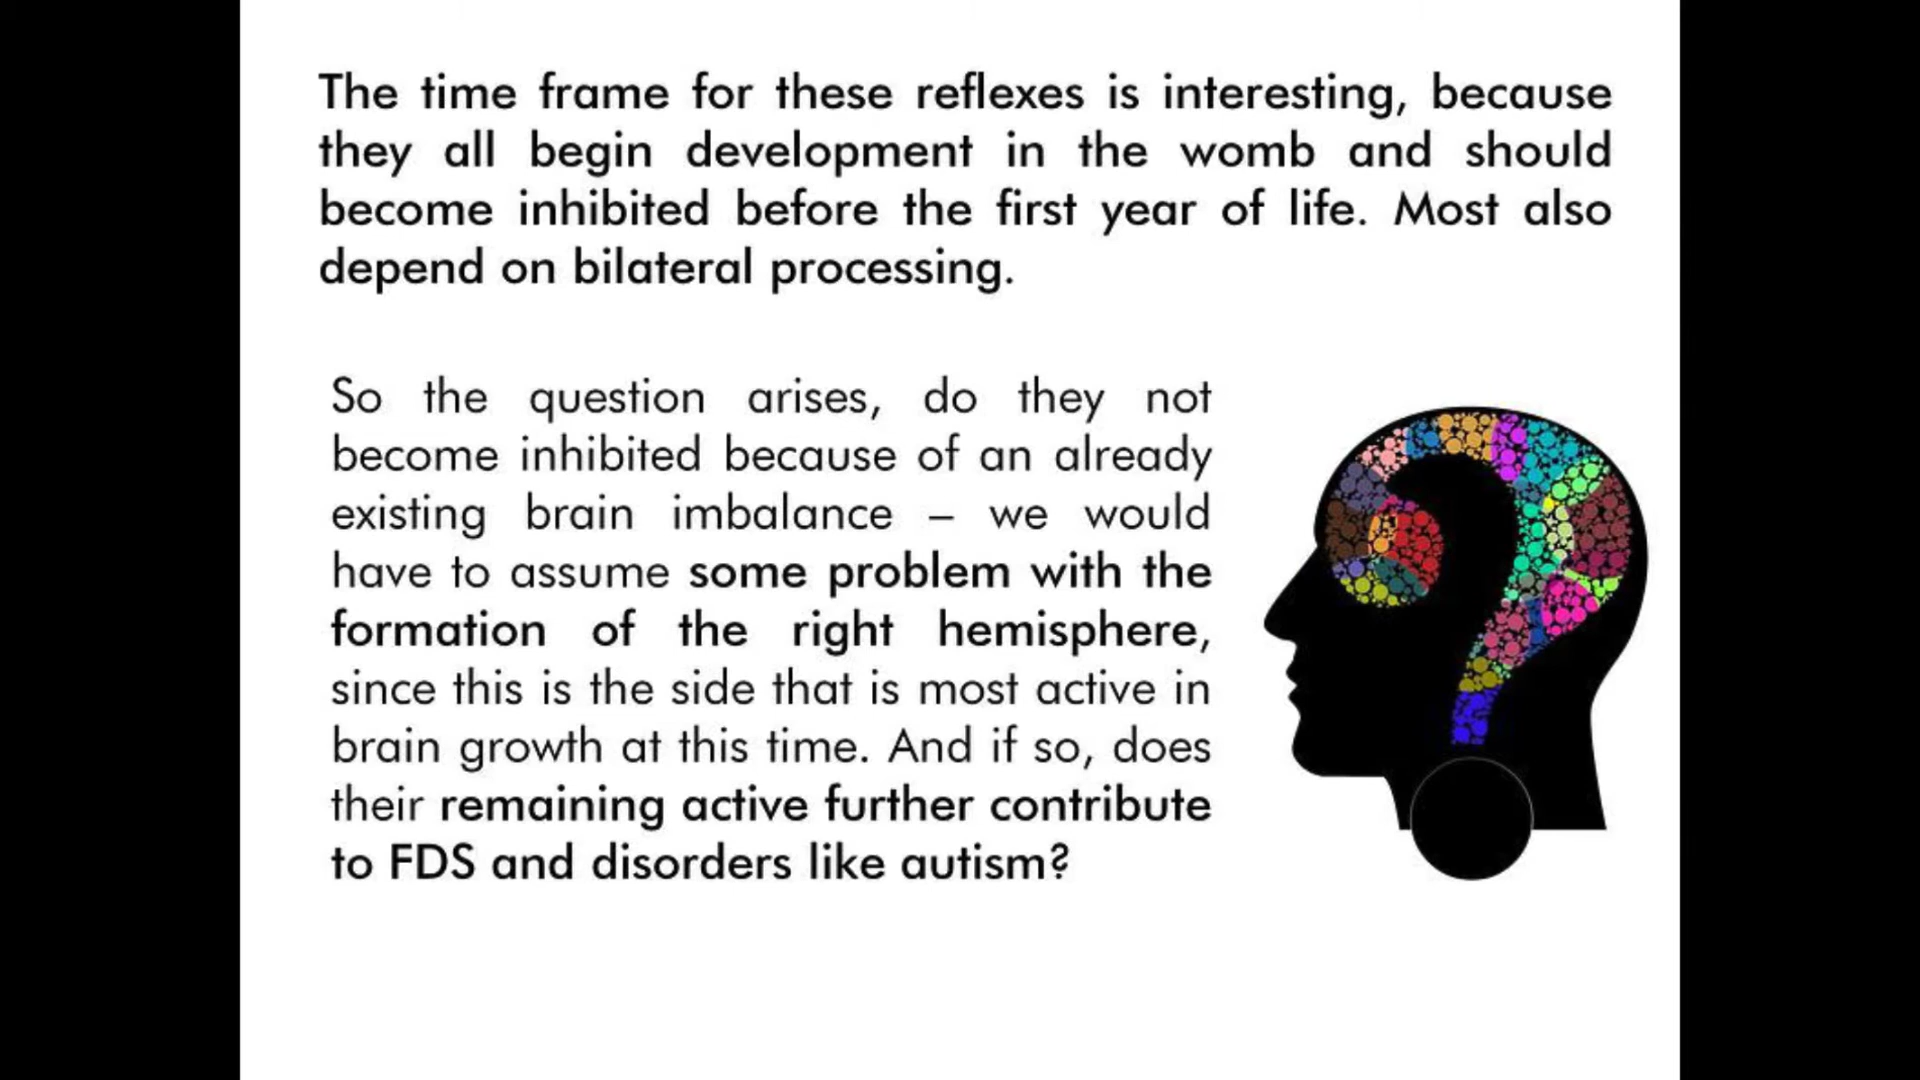 The time frame for these reflexes is interesting, because
they all begin development in the womb and should
become inhibited before the first year of life. Most also
depend on bilateral processing.
So the question arises, do they not
become inhibited because of an already
existing brain imbalance – we would
have to assume some problem with the
formation of the right hemisphere,
since this is the side that is most active in
brain growth at this time. And if so, does
their remaining active further contribute
to FDS and disorders like autism?